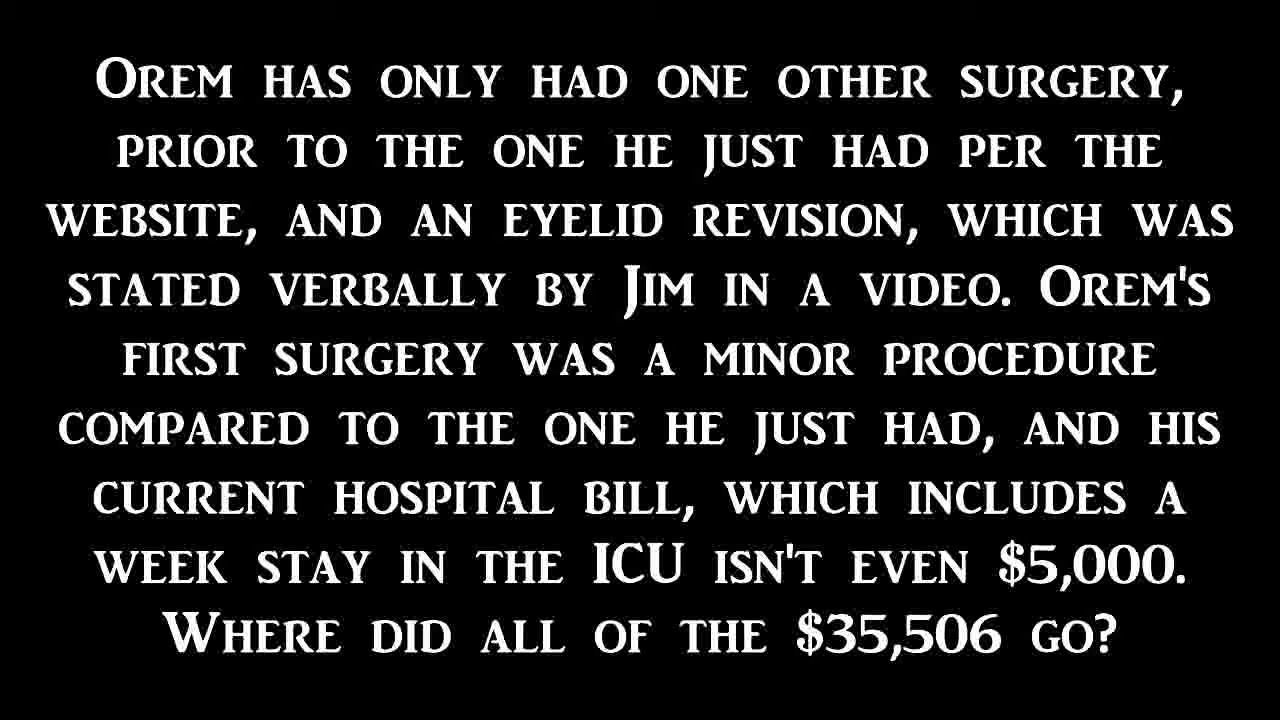 Orem has only had one other surgery,
prior to the one he just had per the
website, and an eyelid revision, which was
stated verbally by Jim in a video. Orem's
first surgery was a minor procedure
compared to the one he just had, and his
current hospital bill, which includes a
week stay in the ICU isn't even $5,000.
Where did all of the $35,506 go?